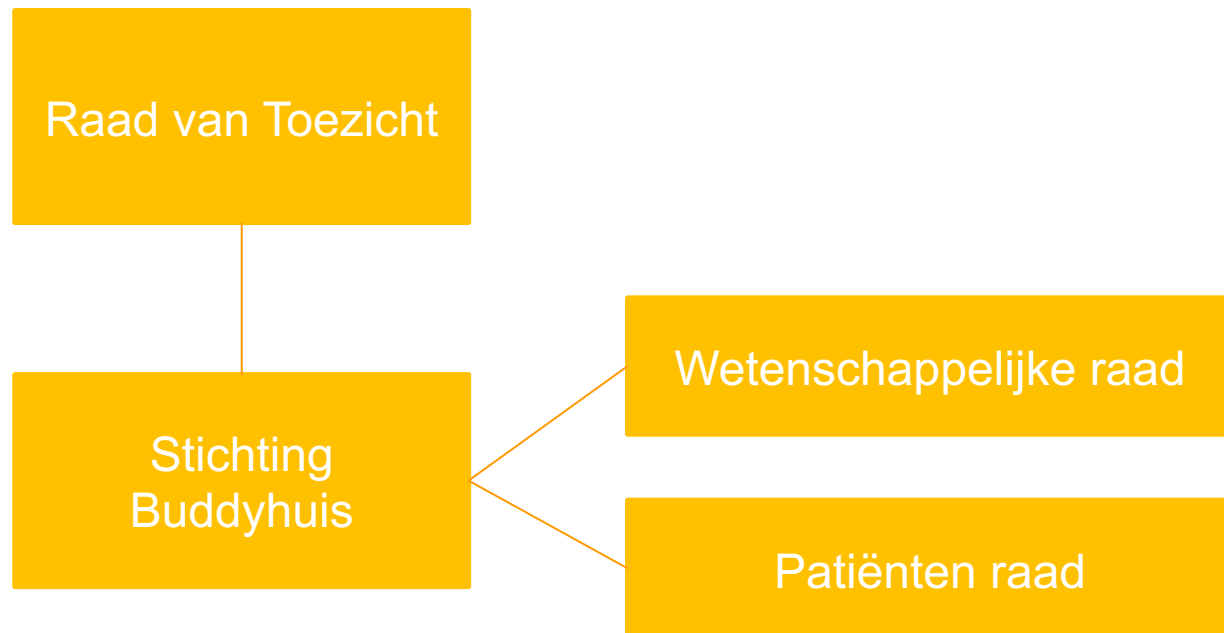 Raad van Toezicht
Stichting
Buddyhuis
Wetenschappelijke raad
Patiënten raad